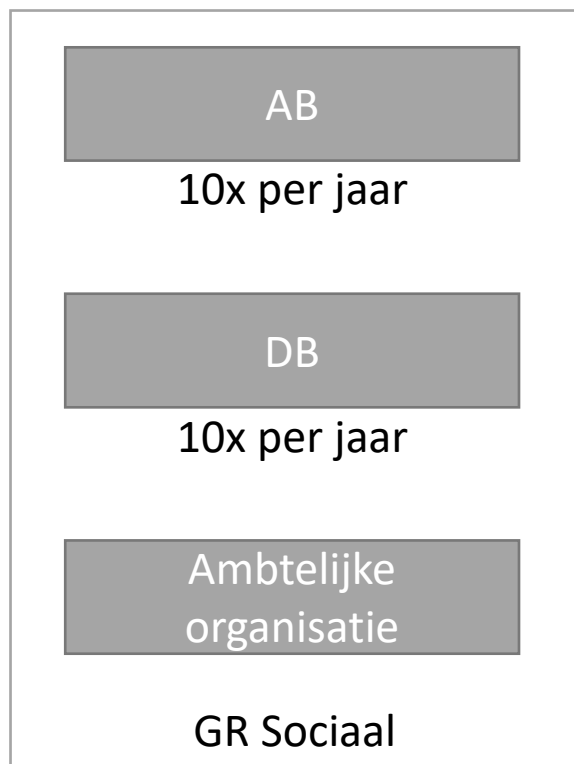 AB
10x per jaar
DB
10x per jaar
Ambtelijke
organisatie
GR Sociaal